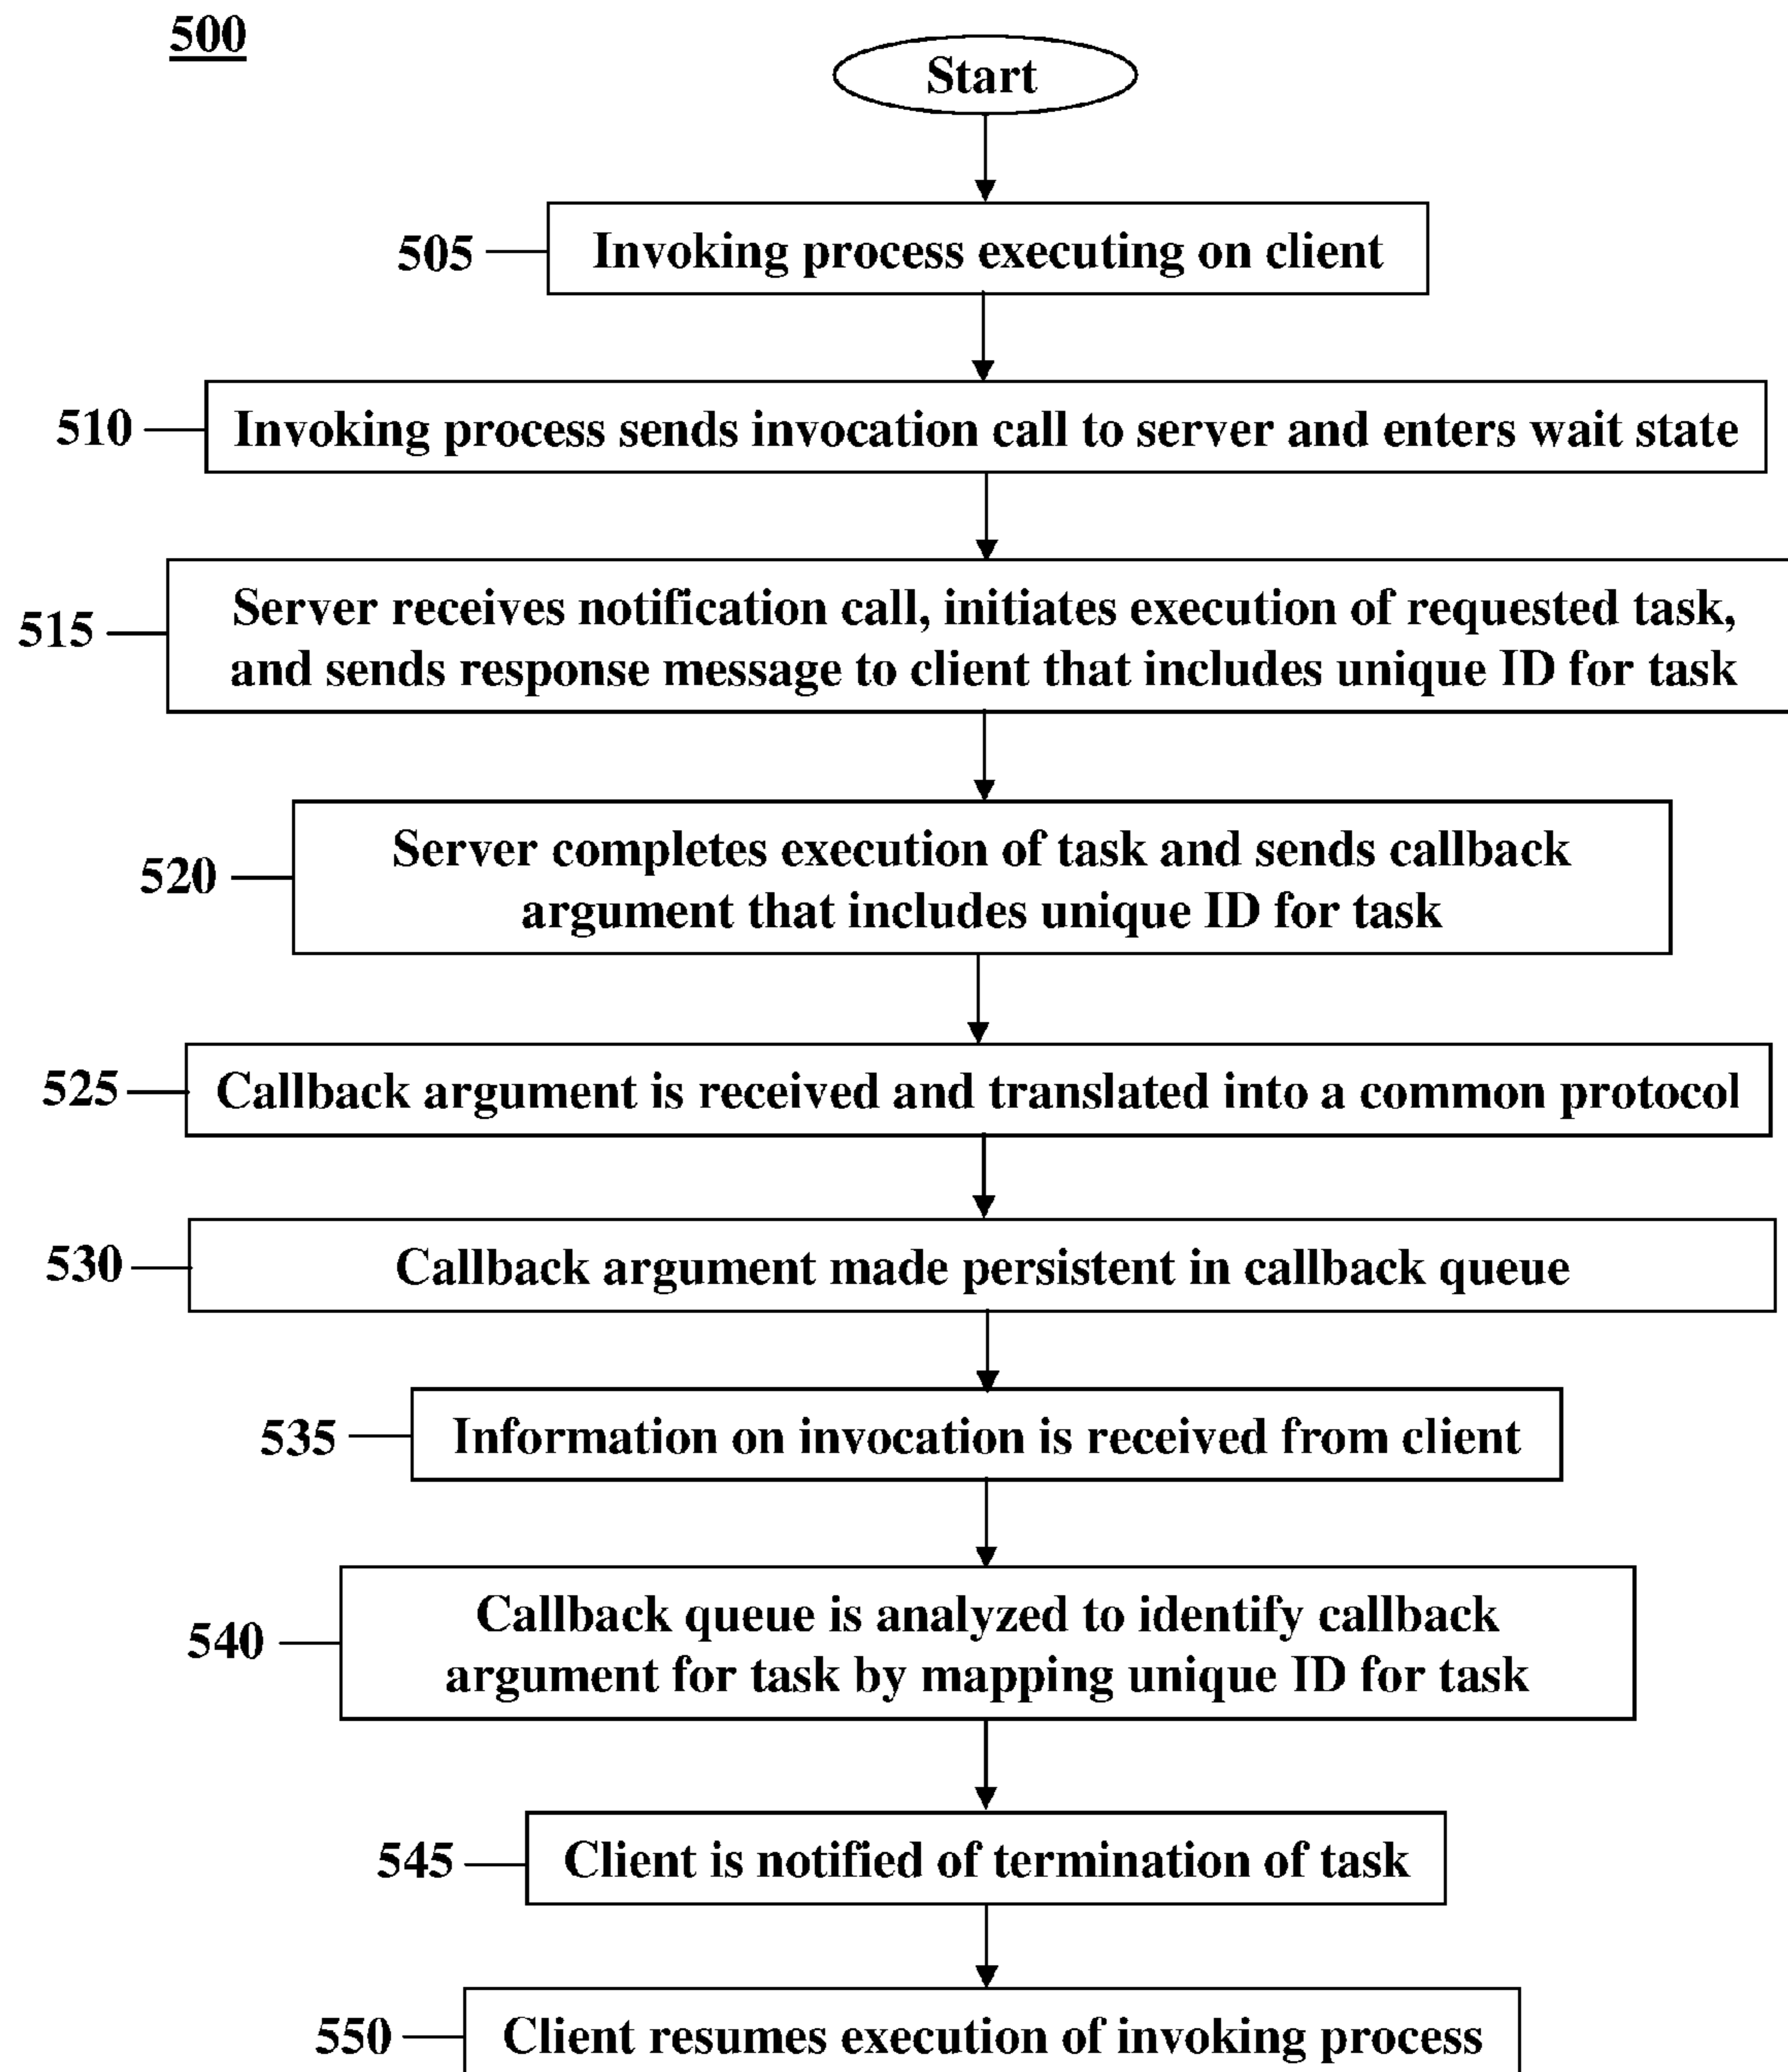 500
Start
505
Invoking process executing on client
510
Invoking process sends invocation call to server and enters wait state
515
Server receives notification call, initiates execution of requested task,
and sends response message to client that includes unique ID for task
520
Server completes execution of task and sends callback
argument that includes unique ID for task
525
Callback argument is received and translated into a common protocol
530
Callback argument made persistent in callback queue
535
Information on invocation is received from client
540
Callback queue is analyzed to identify callback
argument for task by mapping unique ID for task
545
Client is notified of termination of task
550
Client resumes execution of invoking process